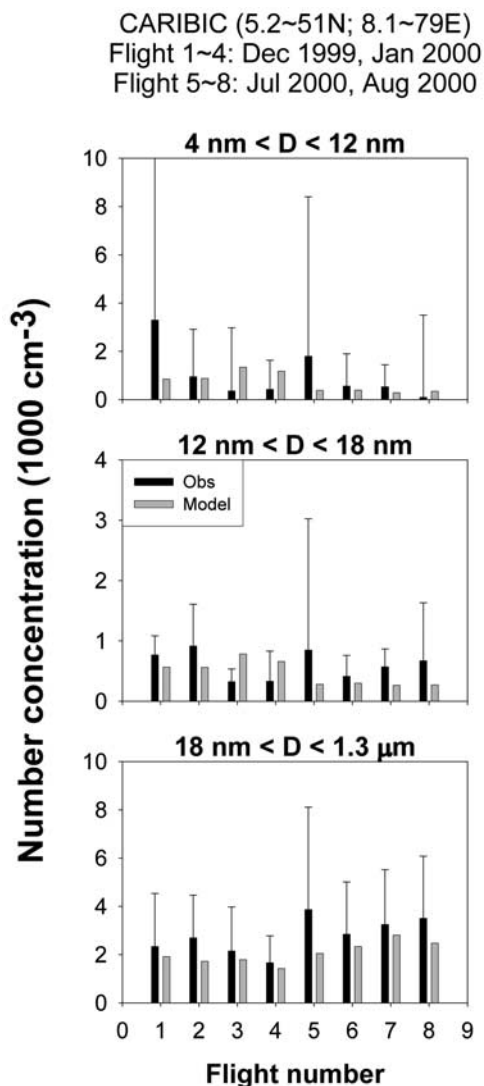 CARIBIC (5.2~51N; 8.1~79E)
Flight 1~4: Dec 1999, Jan 2000
Flight 5~8: Jul 2000, Aug 2000
Number concentration (1000 cm-3)
4 nm < D < 12 nm
10
8
6
4
2
0
12 nm < D < 18 nm
4
3
2
1
0
Obs
Model
18 nm < D < 1.3 μm
10
8
6
4
2
0
0 1 2 3 4 5 6 7 8 9
Flight number